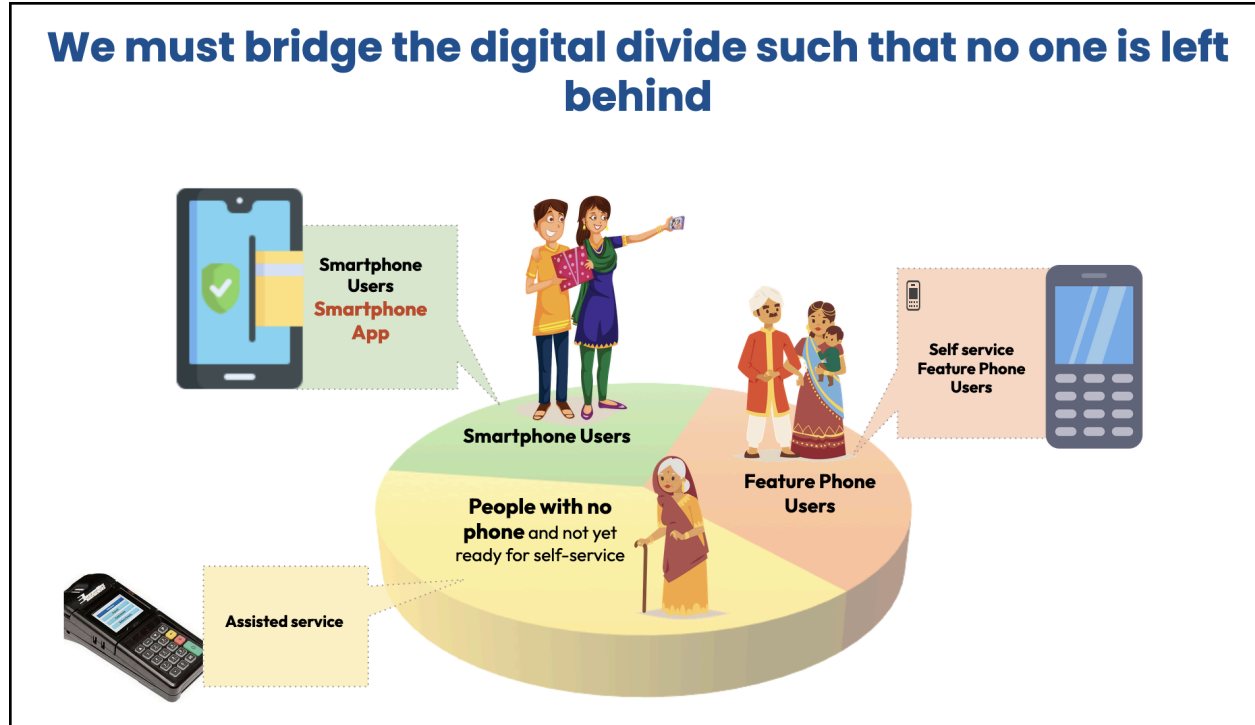 We must bridge the digital divide such that no one is left
behind
Smartphone
Users
Smartphone
App
Self service
Feature Phone
Users
Smartphone Users
Feature Phone
Users
People with no
phone and not yet
ready for self-service
Assisted service